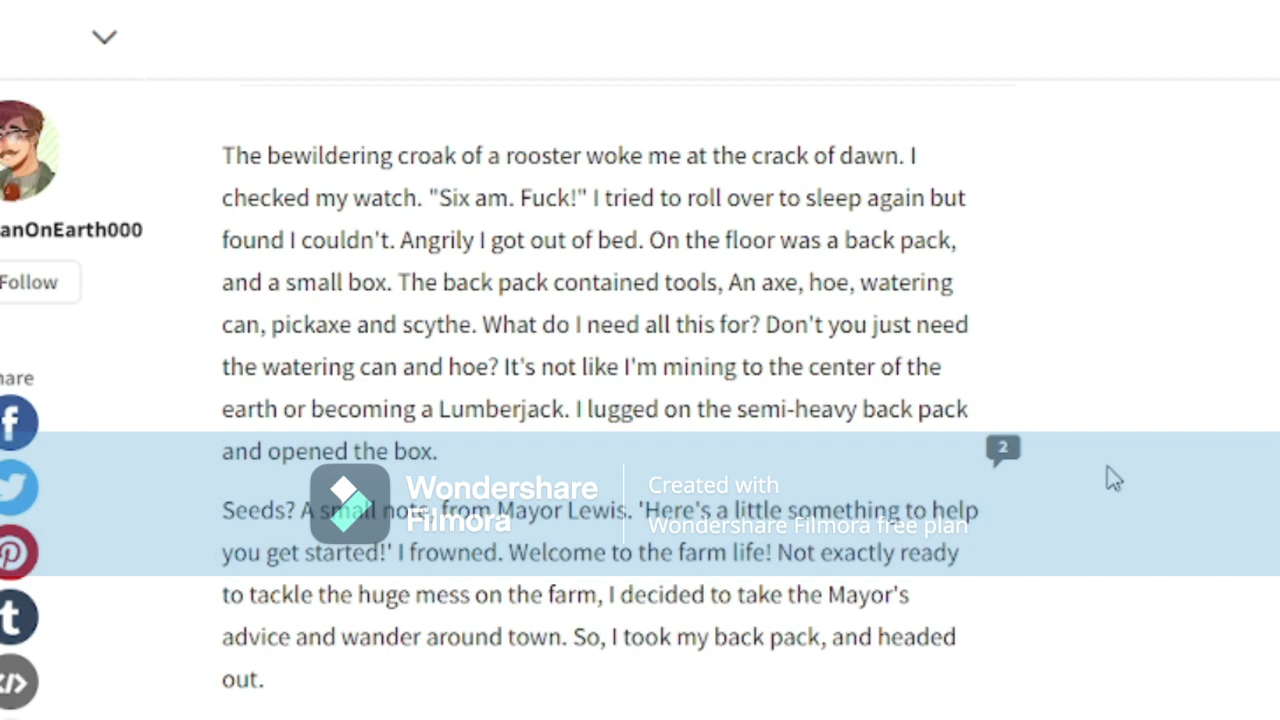 The bewildering croak of a rooster woke me at the crack of dawn. I
checked my watch. "Six am. Fuck!" I tried to roll over to sleep again but
anOnEarth000
found I couldn't. Angrily I got out of bed. On the floor was a back pack,
Follow
and a small box. The back pack contained tools, An axe, hoe, watering
can, pickaxe and scythe. What do I need all this for? Don't you just need
the watering can and hoe? It's not like I'm mining to the center of the
hare
earth or becoming a Lumberjack. I lugged on the semi-heavy back pack
and opened the box.
2
Wondershare
Filmora
Created with
Wondershare Filmora free plan
Seeds? A small note, from Mayor Lewis. 'Here's a little something to help
you get started!' I frowned. Welcome to the farm life! Not exactly ready
to tackle the huge mess on the farm, I decided to take the Mayor's
advice and wander around town. So, I took my back pack, and headed
out.